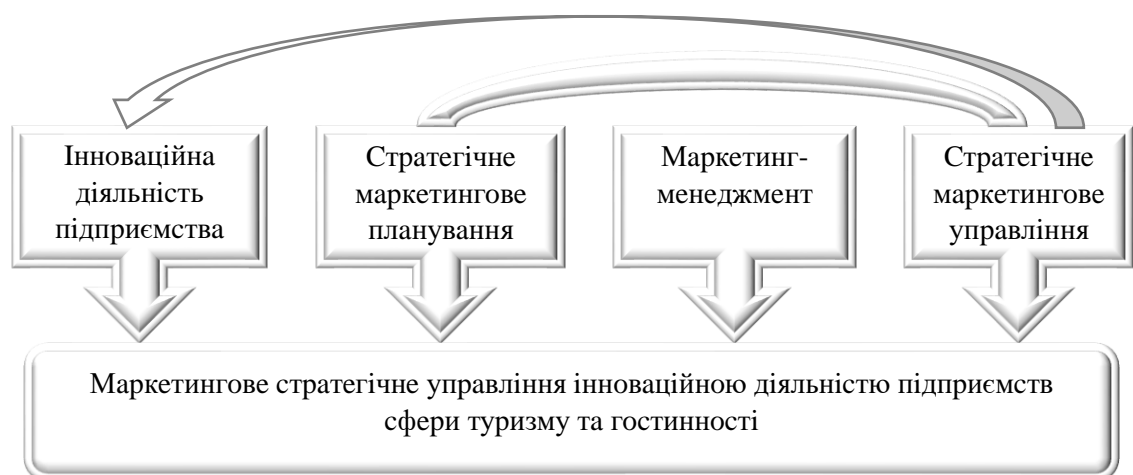 Інноваційна
діяльність
підприємства
Стратегічне
маркетингове
планування
Маркетинг-
менеджмент
Стратегічне
маркетингове
управління
Маркетингове стратегічне управління інноваційною діяльністю підприємств
сфери туризму та гостинності